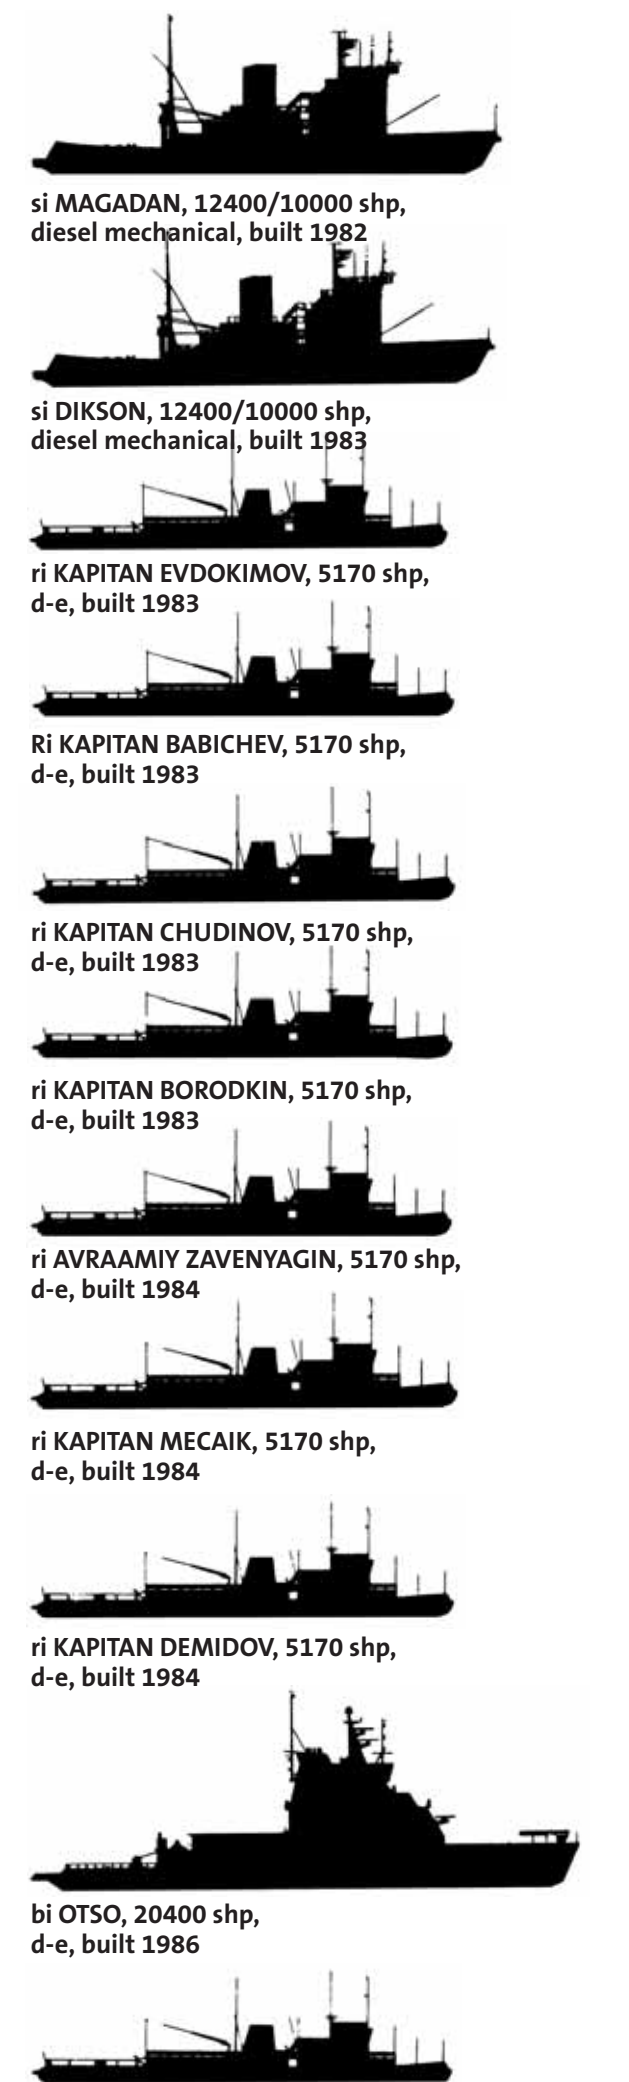 si MAGADAN, 12400/10000 shp,
diesel mechanical, built 1982
si DIKSON, 12400/10000 shp,
diesel mechanical, built 1983
ri KAPITAN EVDOKIMOV, 5170 shp,
d-e, built 1983
Ri KAPITAN BABICHEV, 5170 shp,
d-e, built 1983
ri KAPITAN CHUDINOV, 5170 shp,
d-e, built 1983
ri KAPITAN BORODKIN, 5170 shp,
d-e, built 1983
ri AVRAAMIY ZAVENYAGIN, 5170 shp,
d-e, built 1984
ri KAPITAN MECAIK, 5170 shp,
d-e, built 1984
ri KAPITAN DEMIDOV, 5170 shp,
d-e, built 1984
bi OTSO, 20400 shp,
d-e, built 1986